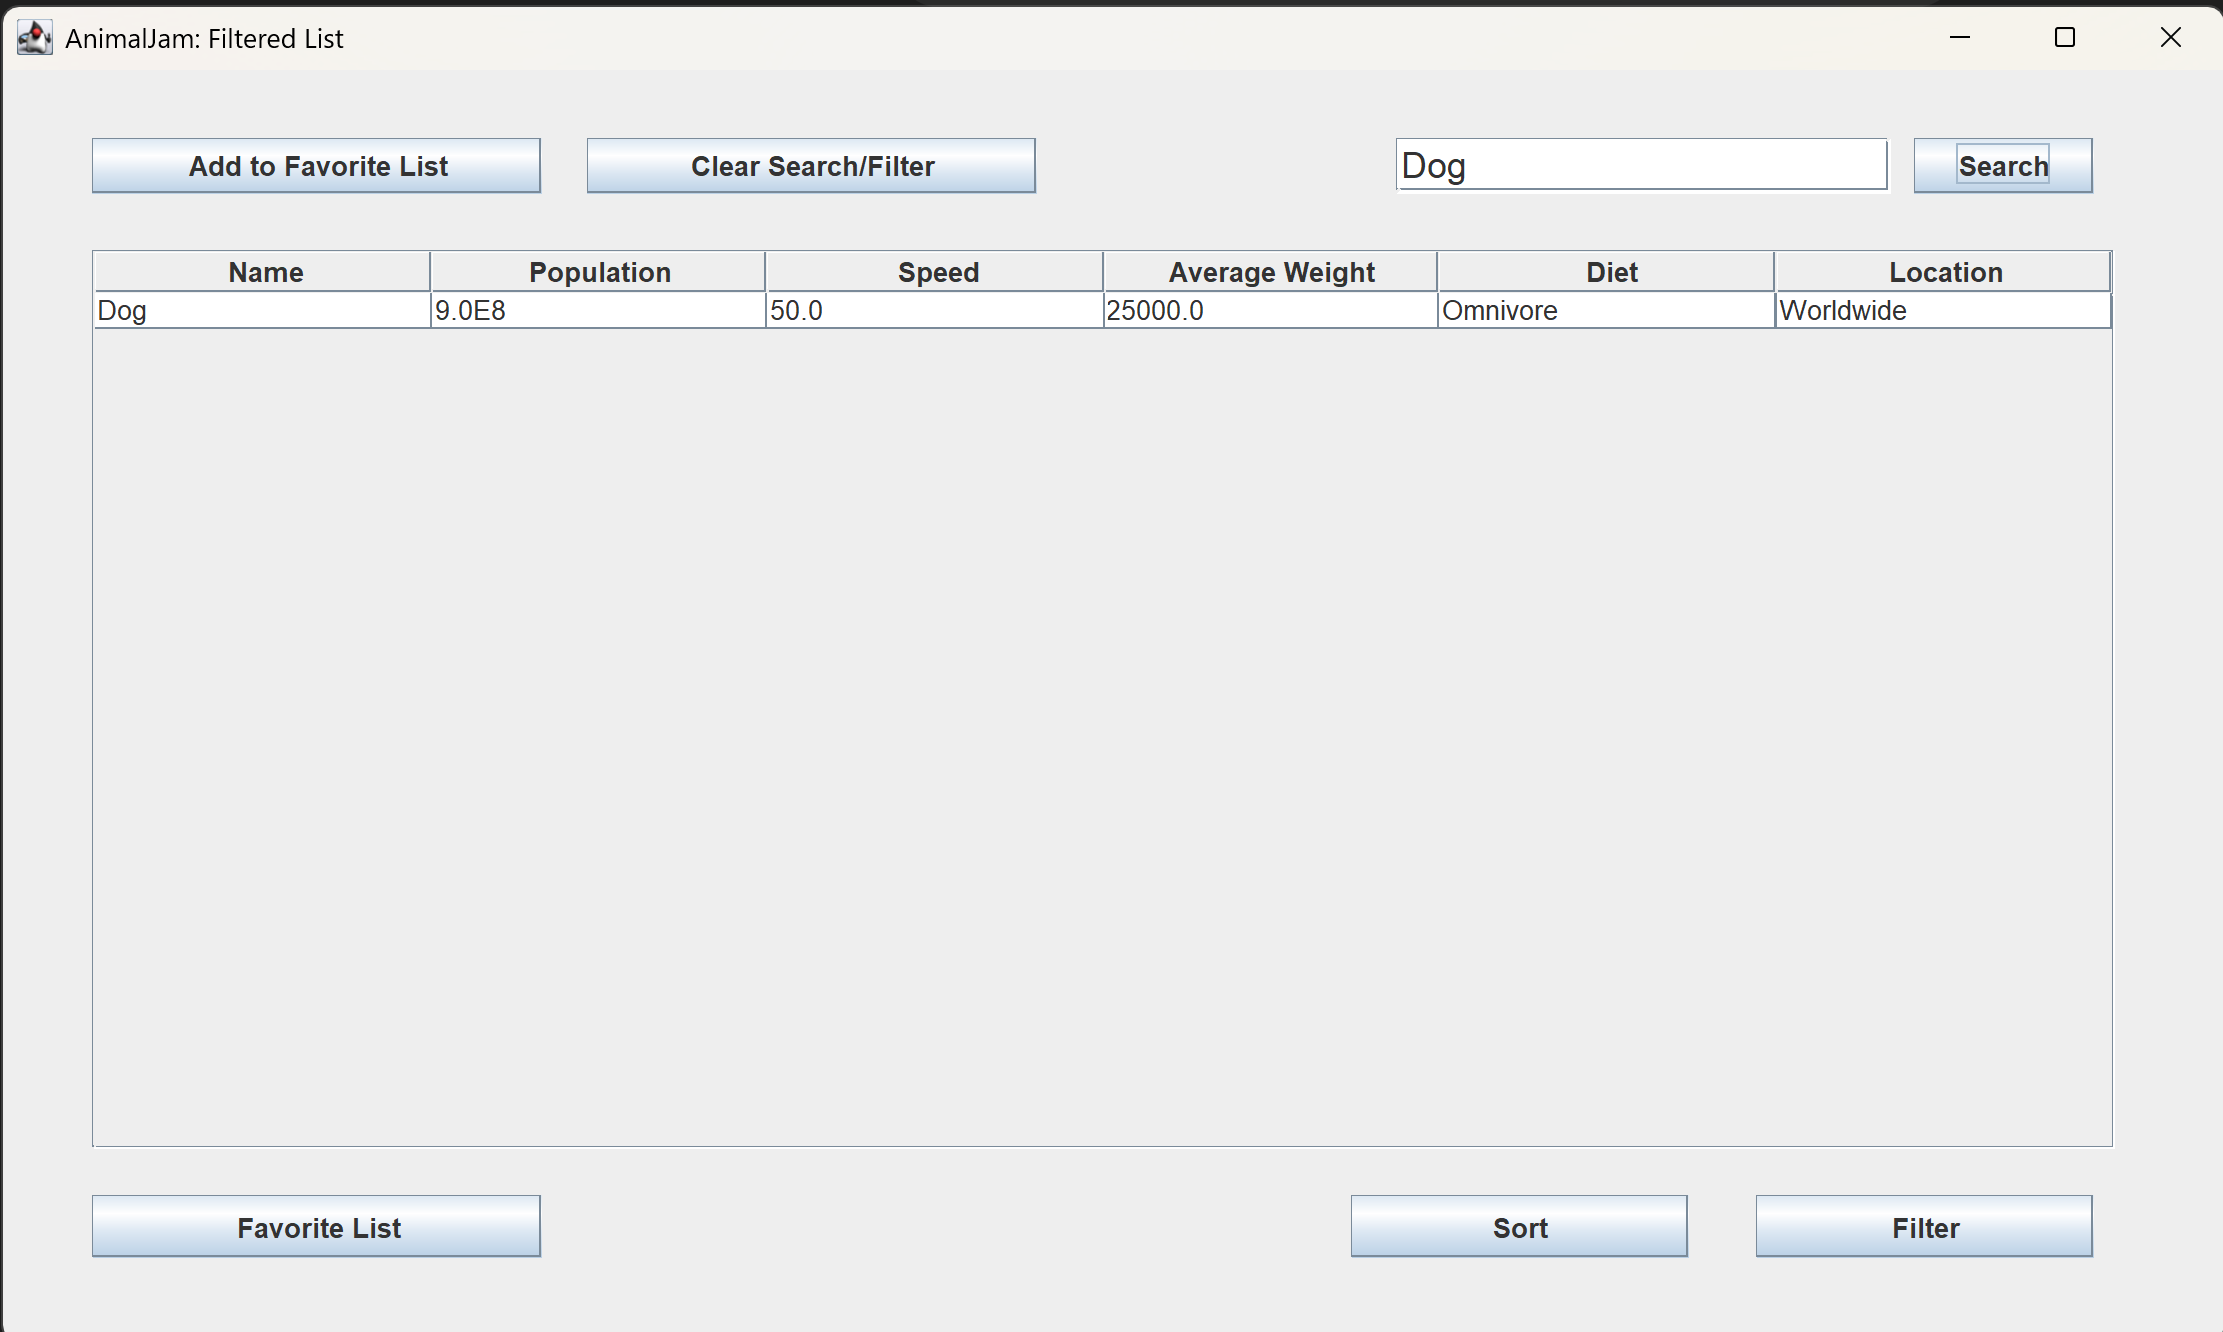 AnimalJam: Filtered List
Add to Favorite List Clear Search/Filter Dog Search
Name Population Speed Average Weight Diet Location
Dog 9.0E8 50.0 25000.0 Omnivore Worldwide
Favorite List Sort Filter